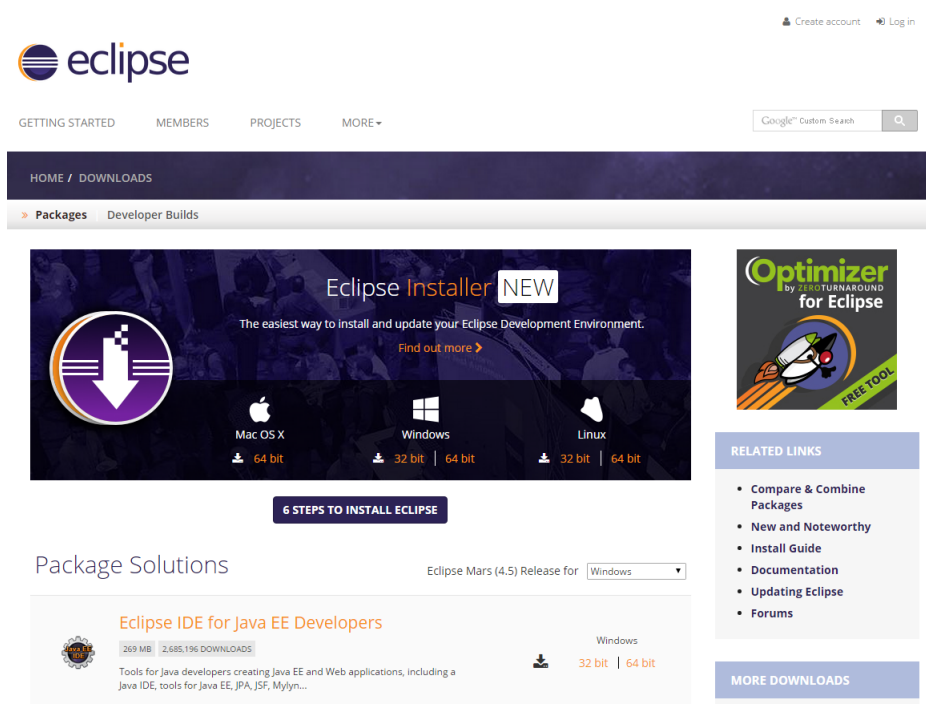 Create account Log in
eclipse
GETTING STARTED MEMBERS PROJECTS MORE
Google™ Custom Search
HOME / DOWNLOADS
» Packages Developer Builds
Eclipse Installer NEW
The easiest way to install and update your Eclipse Development Environment.
Find out more
Mac OS X Windows Linux
64 bit 32 bit | 64 bit 32 bit | 64 bit
6 STEPS TO INSTALL ECLIPSE
Package Solutions
Eclipse Mars (4.5) Release for Windows
Java EE
IDE
Eclipse IDE for Java EE Developers
269 MB 2,685,196 DOWNLOADS
Tools for Java developers creating Java EE and Web applications, including a
Java IDE, tools for Java EE, JPA, JSF, Mylyn...
Windows
32 bit | 64 bit
Optimizer
by ZEROTURNAROUND
for Eclipse
FREE TOOL
RELATED LINKS
• Compare & Combine
Packages
• New and Noteworthy
• Install Guide
• Documentation
• Updating Eclipse
• Forums
MORE DOWNLOADS